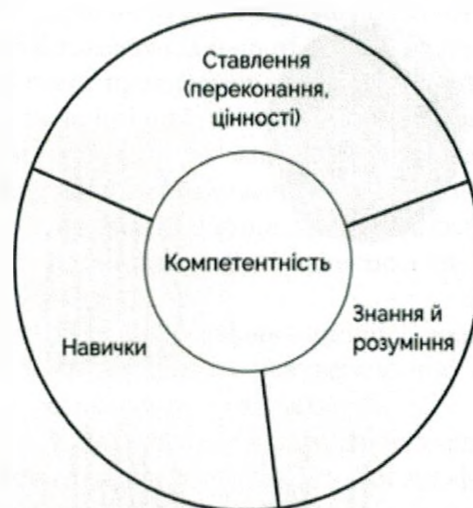 Ставлення
(переконання,
цінності)
Компетентність
Навички
Знання й
розуміння